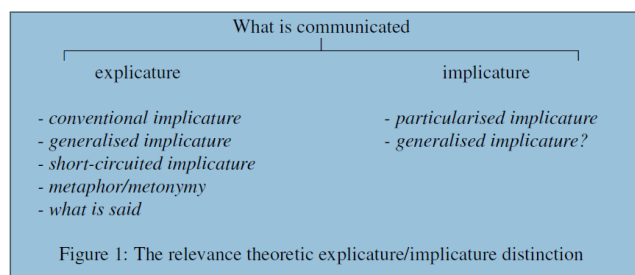 What is communicated
explicature implicature
- conventional implicature - particularised implicature
- generalised implicature - generalised implicature?
- short-circuited implicature
- metaphor/metonymy
- what is said
Figure 1: The relevance theoretic explicature/implicature distinction